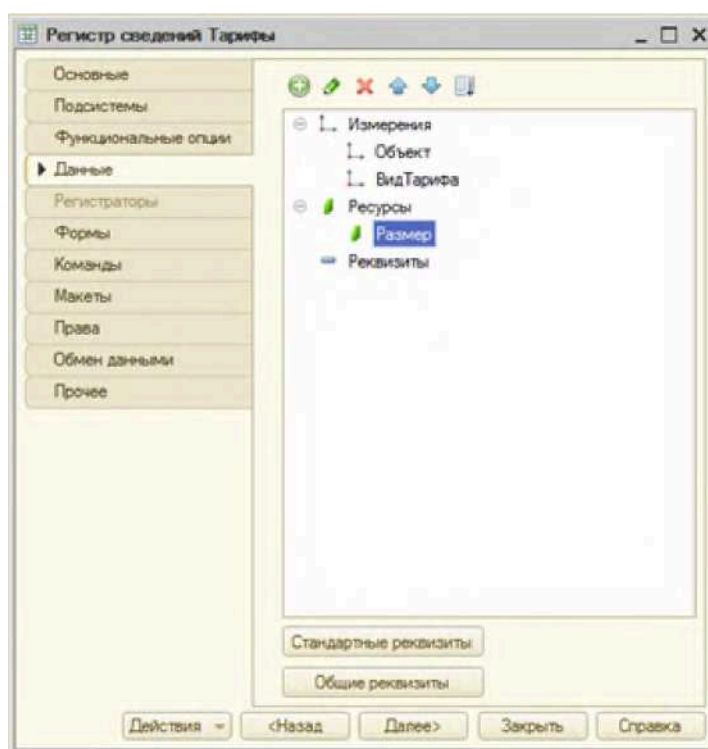 Регистр сведений Тарифы
Основные
Подсистемы
Функциональные опции
Данные
Регистраторы
Формы
Команды
Макеты
Права
Обмен данными
Прочее
Измерения
Объект
ВидТарифа
Ресурсы
Размер
Реквизиты
Стандартные реквизиты
Общие реквизиты
Действия
<Назад
Далее>
Закрыть
Справка